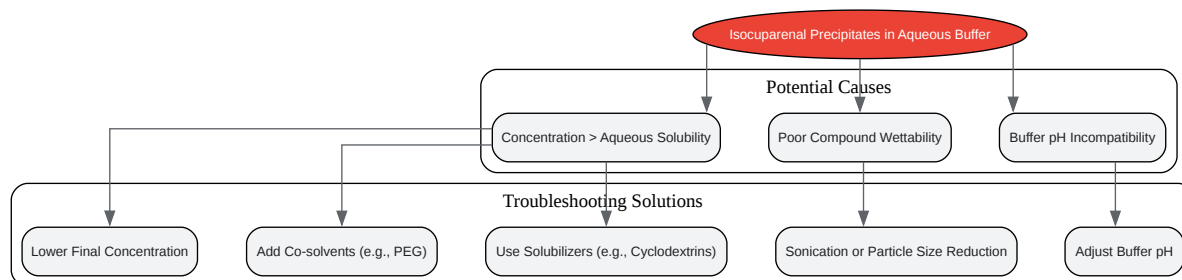 Isocuparenal Precipitates in Aqueous Buffer
Potential Causes
Concentration > Aqueous Solubility
Poor Compound Wettability
Buffer pH Incompatibility
Troubleshooting Solutions
Lower Final Concentration
Add Co-solvents (e.g., PEG)
Use Solubilizers (e.g., Cyclodextrins)
Sonication or Particle Size Reduction
Adjust Buffer pH